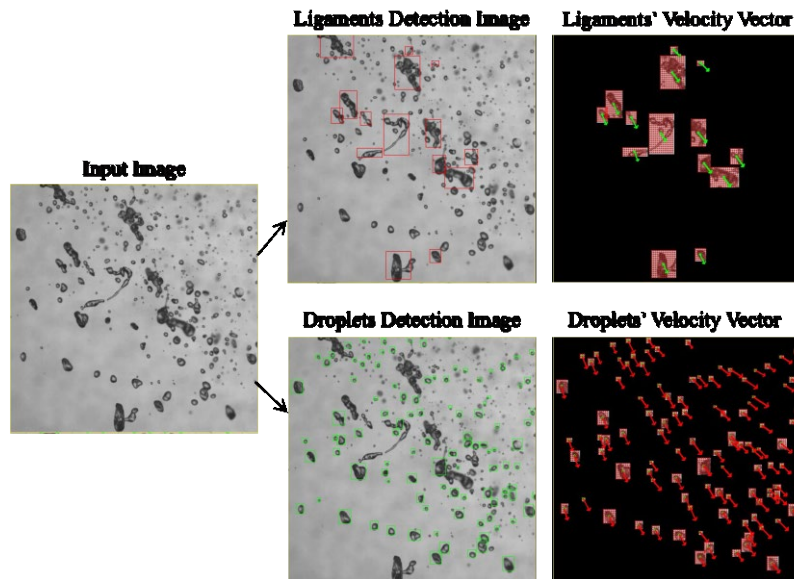 Ligaments Detection Image
Ligaments' Velocity Vector
Input Image
Droplets Detection Image
Droplets' Velocity Vector